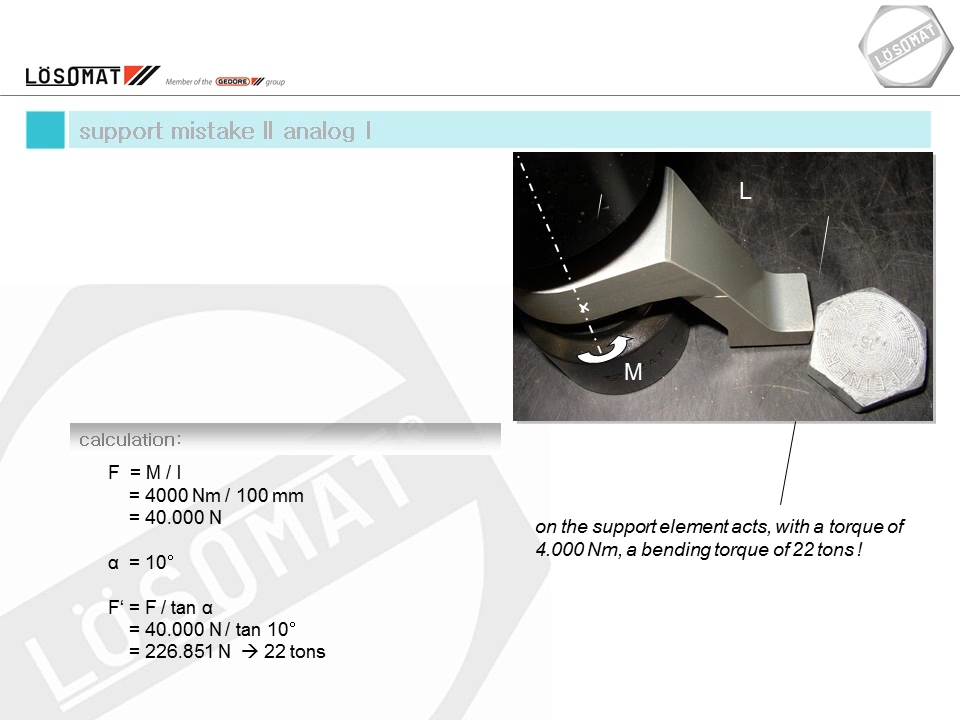 LÖSOMAT
LÖSOMAT Member of the GEDORE group
support mistake II analog I
L
M
calculation:
F = M / l
= 4000 Nm / 100 mm
= 40.000 N
α = 10°
F‘ = F / tan α
= 40.000 N / tan 10°
= 226.851 N → 22 tons
on the support element acts, with a torque of
4.000 Nm, a bending torque of 22 tons !
LÖSOMAT®